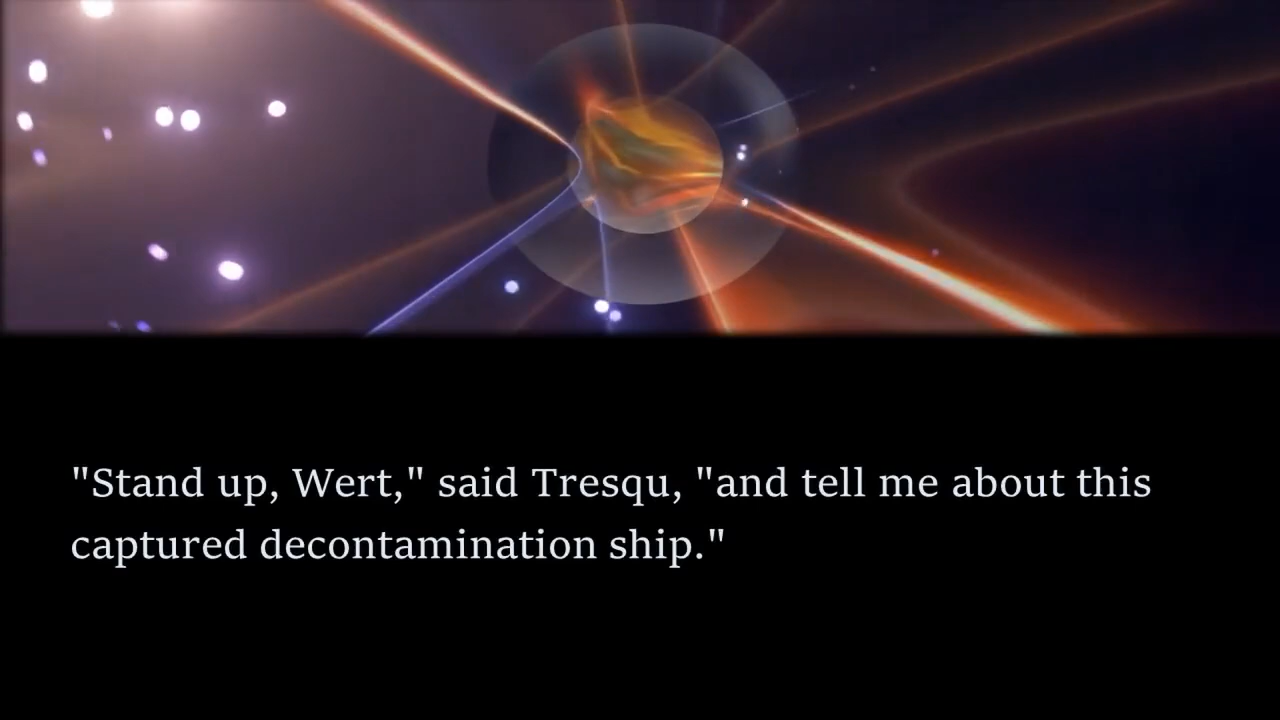 "Stand up, Wert," said Tresqu, "and tell me about this
captured decontamination ship."